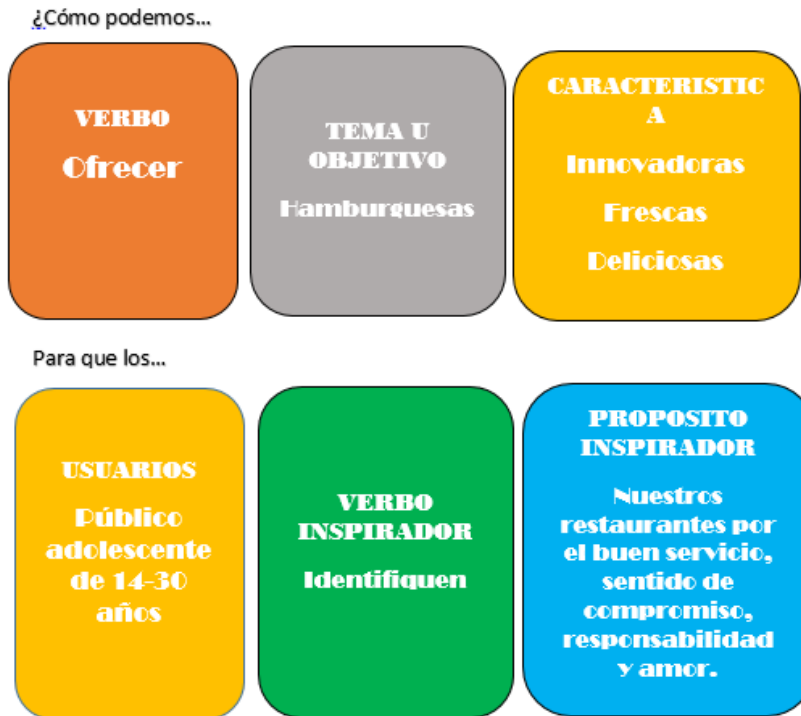 ¿Cómo podemos...
VERBO
Ofrecer
TEMA U
OBJETIVO
Hamburguesas
CARACTERISTIC
A
Innovadoras
Frescas
Deliciosas
Para que los...
USUARIOS
Público
adolescente
de 14-30
años
VERBO
INSPIRADOR
Identifiquen
PROPOSITO
INSPIRADOR
Nuestros
restaurantes por
el buen servicio,
sentido de
compromiso,
responsabilidad
y amor.